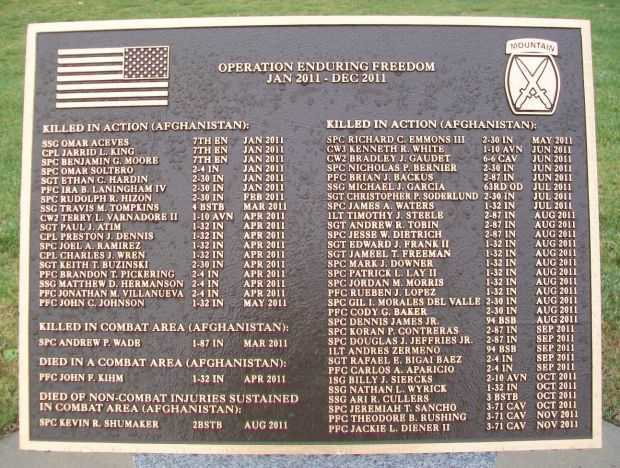 MOUNTAIN
OPERATION ENDURING FREEDOM
JAN 2011 - DEC 2011
KILLED IN ACTION (AFGHANISTAN):
SSG OMAR ACEVES 7TH EN JAN 2011
CPL JARRID L. KING 7TH EN JAN 2011
SPC BENJAMIN G. MOORE 7TH EN JAN 2011
SPC OMAR SOLTERO 2-4 IN JAN 2011
SGT ETHAN C. HARDIN 2-30 IN JAN 2011
PFC IRA B. LANINGHAM IV 2-30 IN JAN 2011
SPC RUDOLPH R. HIZON 2-30 IN FEB 2011
SSG TRAVIS M. TOMPKINS 4 BSTB MAR 2011
CW2 TERRY L. VARNADORE II 1-10 AVN APR 2011
SGT PAUL J. ATIM 1-32 IN APR 2011
CPL PRESTON J. DENNIS 1-32 IN APR 2011
SPC JOEL A. RAMIREZ 1-32 IN APR 2011
CPL CHARLES J. WREN 1-32 IN APR 2011
SGT KEITH T. BUZINSKI 2-30 IN APR 2011
PFC BRANDON T. PICKERING 2-4 IN APR 2011
SSG MATTHEW D. HERMANSON 2-4 IN APR 2011
PFC JONATHAN M. VILLANUEVA 2-4 IN APR 2011
PFC JOHN C. JOHNSON 1-32 IN MAY 2011
KILLED IN COMBAT AREA (AFGHANISTAN):
SPC ANDREW P. WADE 1-87 IN MAR 2011
DIED IN A COMBAT AREA (AFGHANISTAN):
PFC JOHN F. KIHM 1-32 IN APR 2011
DIED OF NON-COMBAT INJURIES SUSTAINED
IN COMBAT AREA (AFGHANISTAN):
SPC KEVIN R. SHUMAKER 2BSTB AUG 2011
KILLED IN ACTION (AFGHANISTAN):
SPC RICHARD C. EMMONS III 2-30 IN MAY 2011
CW3 KENNETH R. WHITE 1-10 AVN JUN 2011
CW2 BRADLEY J. GAUDET 6-6 CAV JUN 2011
SPC NICHOLAS P. BERNIER 2-30 IN JUN 2011
PFC BRIAN J. BACKUS 2-87 IN JUN 2011
SSG MICHAEL J. GARCIA 63RD OD JUL 2011
SGT CHRISTOPHER P. SODERLUND 2-30 IN JUL 2011
SPC JAMES A. WATERS 1-32 IN JUL 2011
1LT TIMOTHY J. STEELE 2-87 IN AUG 2011
SGT ANDREW R. TOBIN 2-87 IN AUG 2011
SPC JESSE W. DIETRICH 2-87 IN AUG 2011
SGT EDWARD J. FRANK II 1-32 IN AUG 2011
SGT JAMEEL T. FREEMAN 1-32 IN AUG 2011
SPC MARK J. DOWNER 1-32 IN AUG 2011
SPC PATRICK L. LAY II 1-32 IN AUG 2011
SPC JORDAN M. MORRIS 1-32 IN AUG 2011
PFC RUEBEN J. LOPEZ 1-32 IN AUG 2011
SPC GIL I. MORALES DEL VALLE 2-30 IN AUG 2011
PFC CODY G. BAKER 2-30 IN AUG 2011
SPC DENNIS JAMES JR. 94 BSB AUG 2011
SPC KORAN P. CONTRERAS 2-87 IN SEP 2011
SPC DOUGLAS J. JEFFRIES JR. 2-87 IN SEP 2011
1LT ANDRES ZERMENO 94 BSB SEP 2011
SGT RAFAEL E. BIGAI BAEZ 2-4 IN SEP 2011
PFC CARLOS A. APARICIO 2-4 IN SEP 2011
1SG BILLY J. SIERCKS 2-10 AVN OCT 2011
SSG NATHAN L. WYRICK 1-32 IN OCT 2011
SSG ARI R. CULLERS 3 BSTB OCT 2011
SPC JEREMIAH T. SANCHO 3-71 CAV OCT 2011
PFC THEODORE B. RUSHING 3-71 CAV NOV 2011
PFC JACKIE L. DIENER II 3-71 CAV NOV 2011